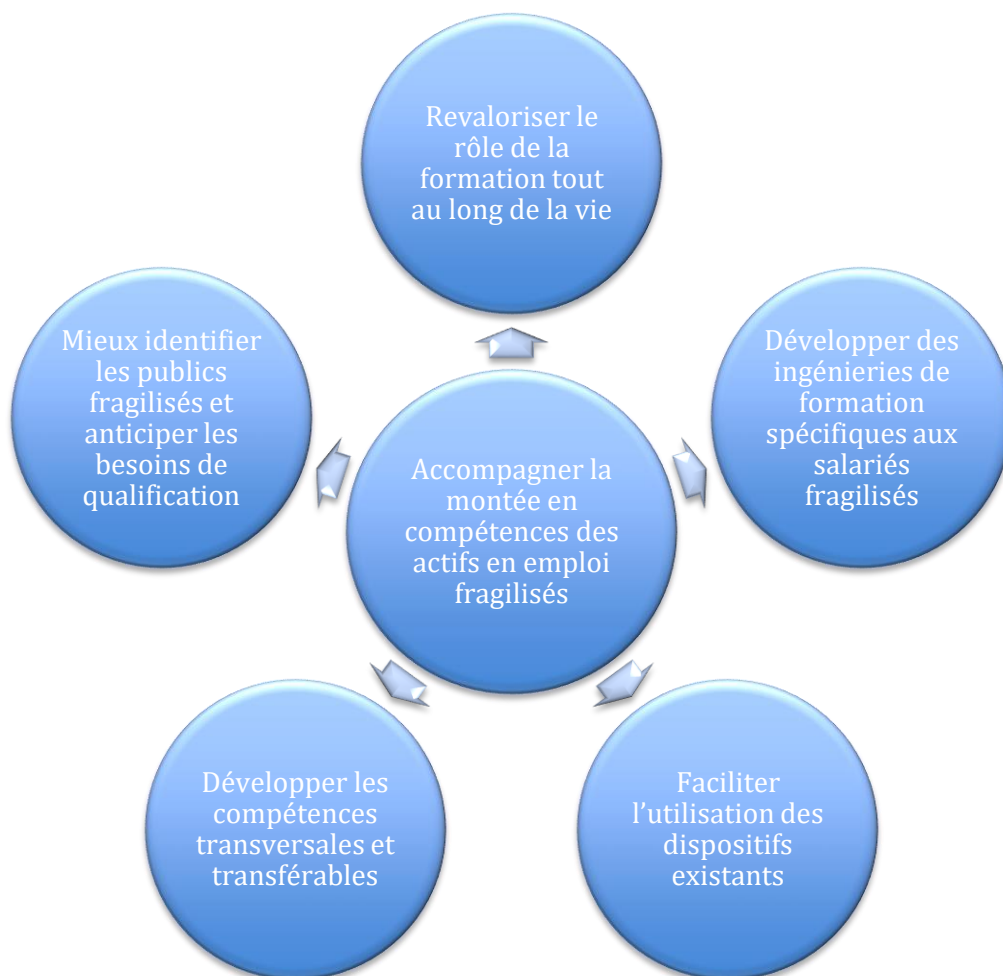 Revaloriser le
rôle de la
formation tout
au long de la vie
Mieux identifier
les publics
fragilisés et
anticiper les
besoins de
qualification
Développer des
ingénieries de
formation
spécifiques aux
salariés
fragilisés
Accompagner la
montée en
compétences des
actifs en emploi
fragilisés
Développer les
compétences
transversales et
transférables
Faciliter
l’utilisation des
dispositifs
existants